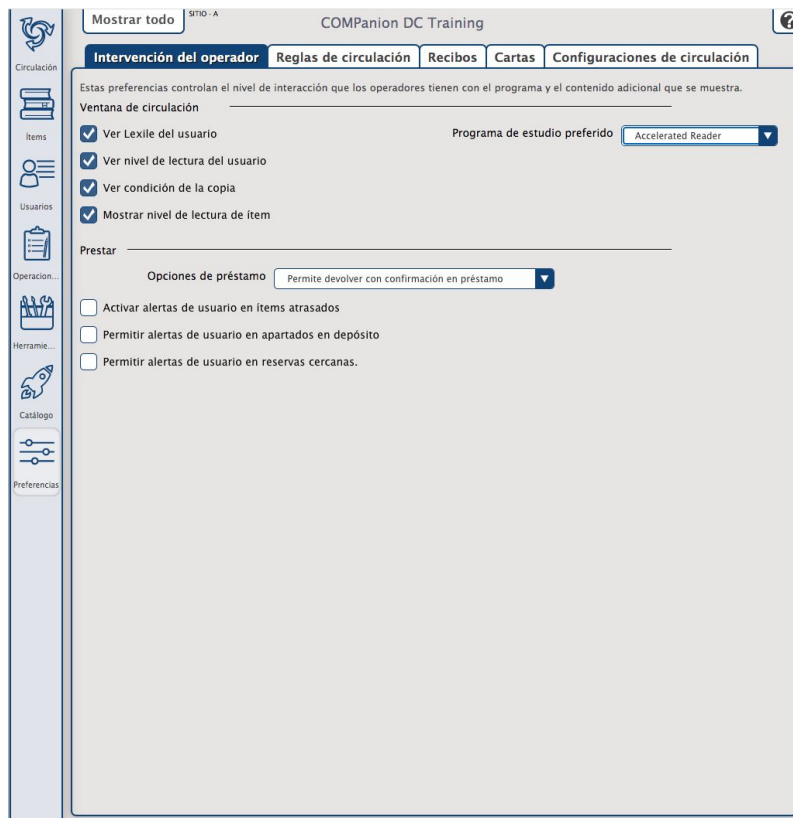 Mostrar todo
SITIO - A
COMPanion DC Training
?
Circulación
Ítems
Usuarios
Operacion...
Herramie...
Catálogo
Preferencias
Intervención del operador
Reglas de circulación
Recibos
Cartas
Configuraciones de circulación
Estas preferencias controlan el nivel de interacción que los operadores tienen con el programa y el contenido adicional que se muestra.
Ventana de circulación
Ver Lexile del usuario
Programa de estudio preferido
Accelerated Reader
Ver nivel de lectura del usuario
Ver condición de la copia
Mostrar nivel de lectura de ítem
Prestar
Opciones de préstamo
Permite devolver con confirmación en préstamo
Activar alertas de usuario en ítems atrasados
Permitir alertas de usuario en apartados en depósito
Permitir alertas de usuario en reservas cercanas.